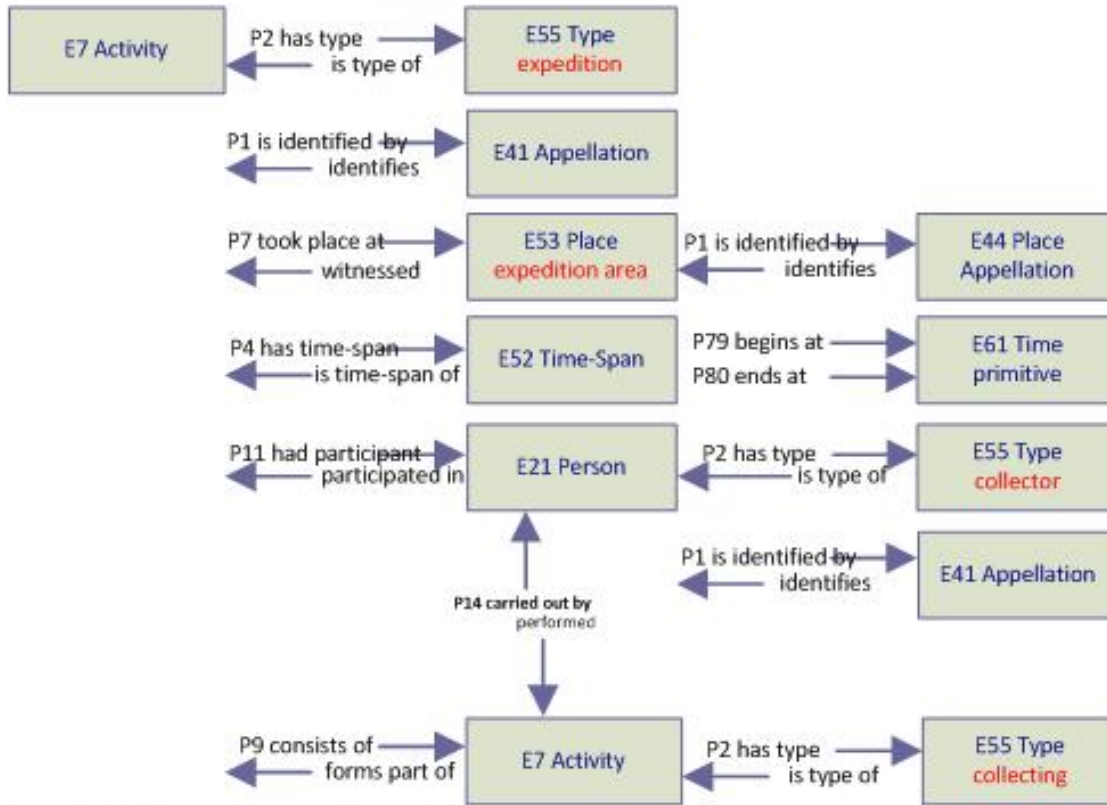 E7 Activity
P2 has type
is type of
E55 Type
expedition
P1 is identified by
identifies
E41 Appellation
P7 took place at
witnessed
E53 Place
expedition area
P1 is identified by
identifies
E44 Place
Appellation
P4 has time-span
is time-span of
E52 Time-Span
P79 begins at
P80 ends at
E61 Time
primitive
P11 had participant
participated in
E21 Person
P2 has type
is type of
E55 Type
collector
P1 is identified by
identifies
E41 Appellation
P14 carried out by
performed
P9 consists of
forms part of
E7 Activity
P2 has type
is type of
E55 Type
collecting